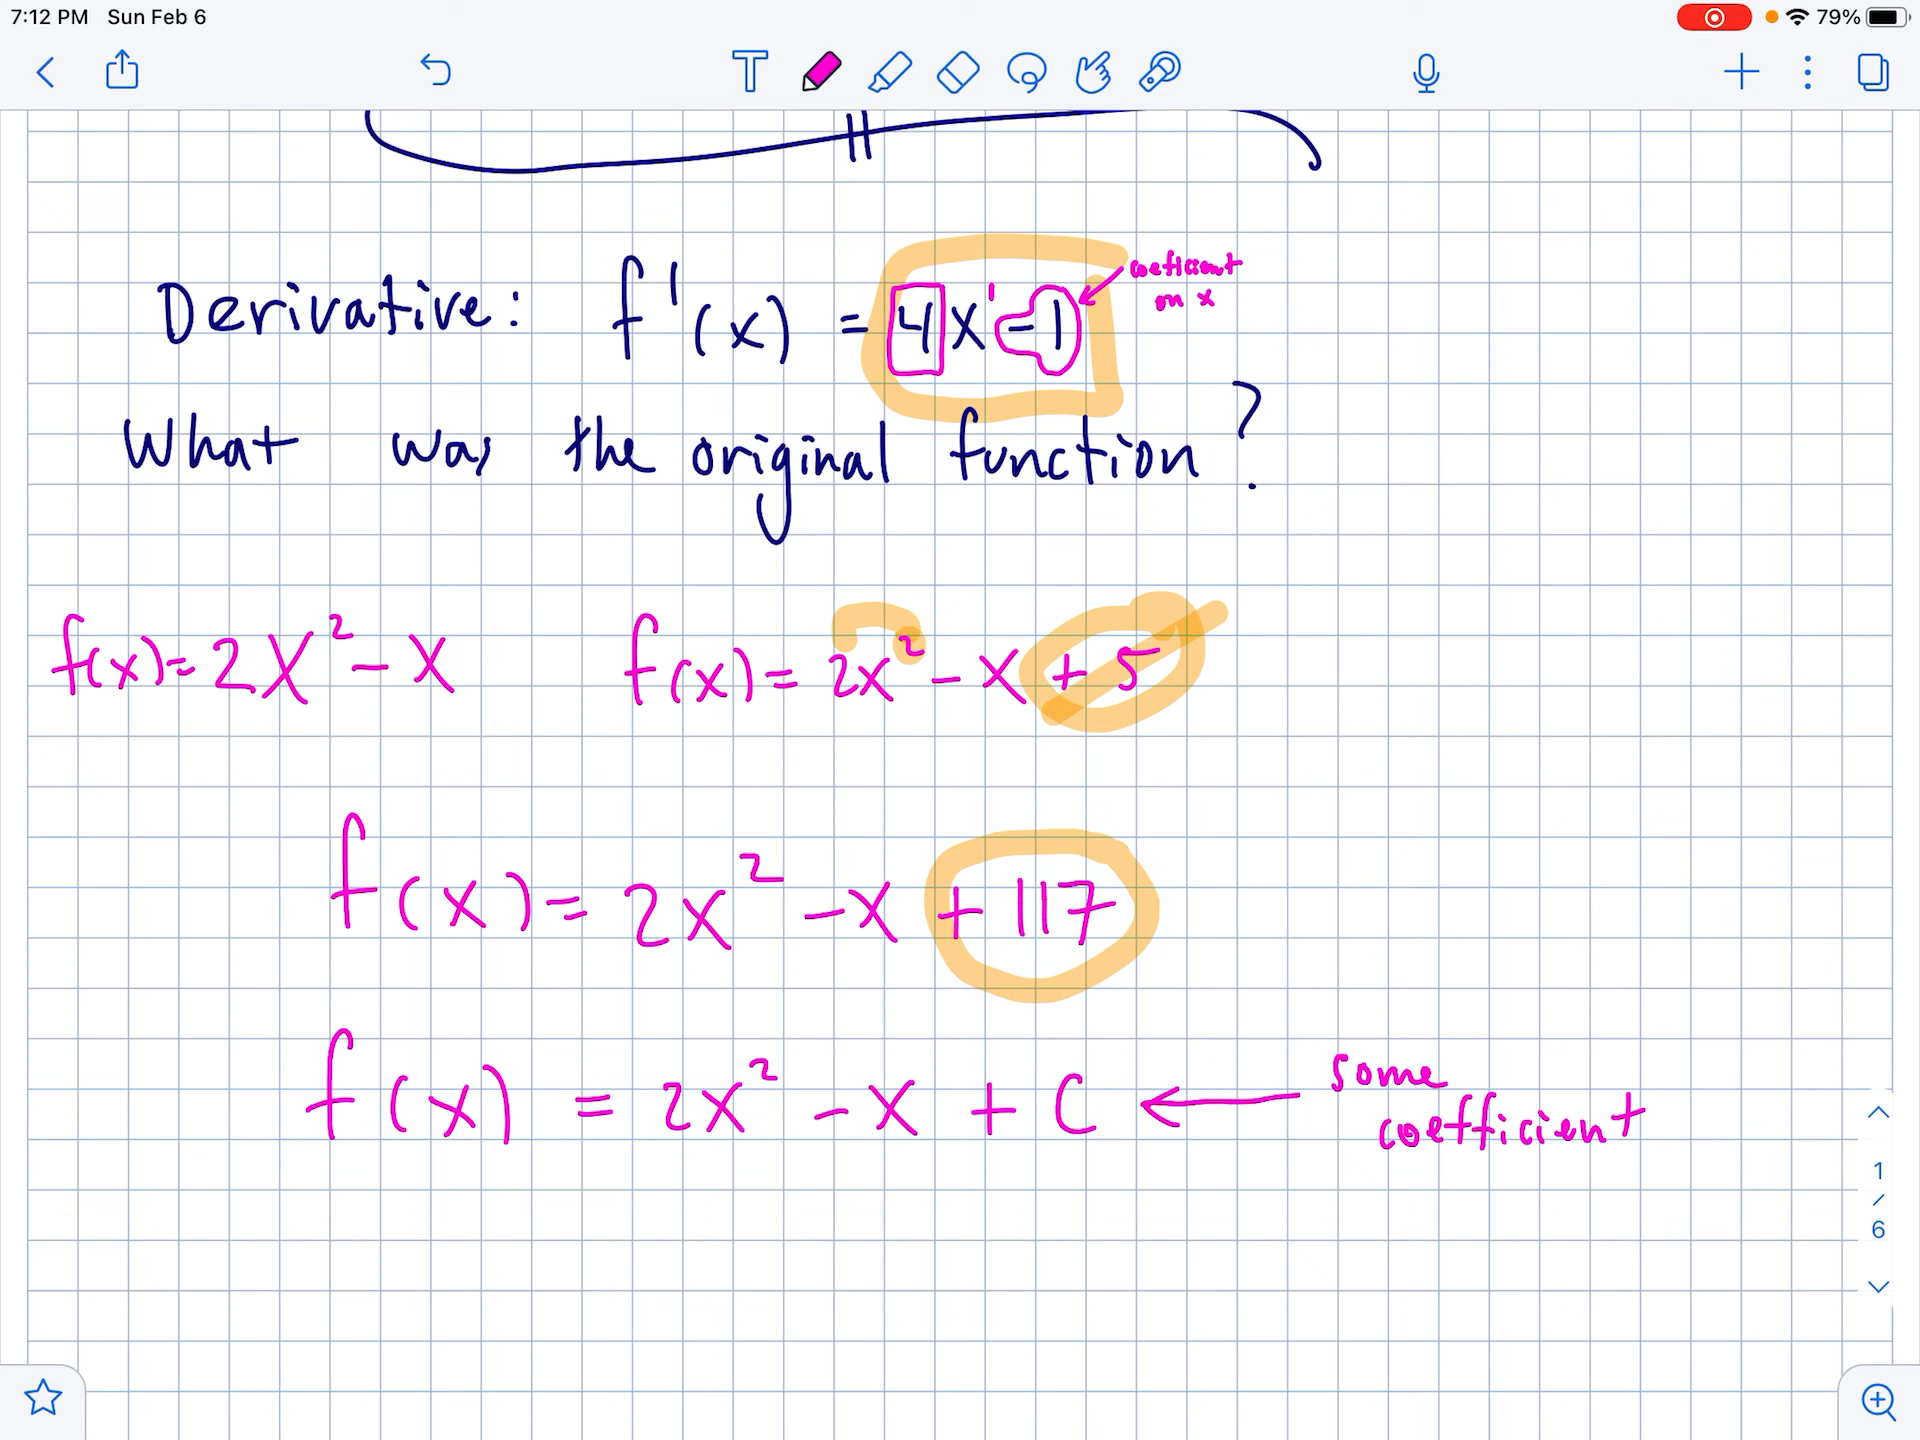 7:12 PM Sun Feb 6 79%
Derivative: f'(x) = 4x¹-1
coefficient
on x
What was the original function?
f(x)=2x²-x f(x)=2x²-x+5
f(x)=2x²-x+117
f(x) = 2x²-x+C ← some
coefficient
1
/
6